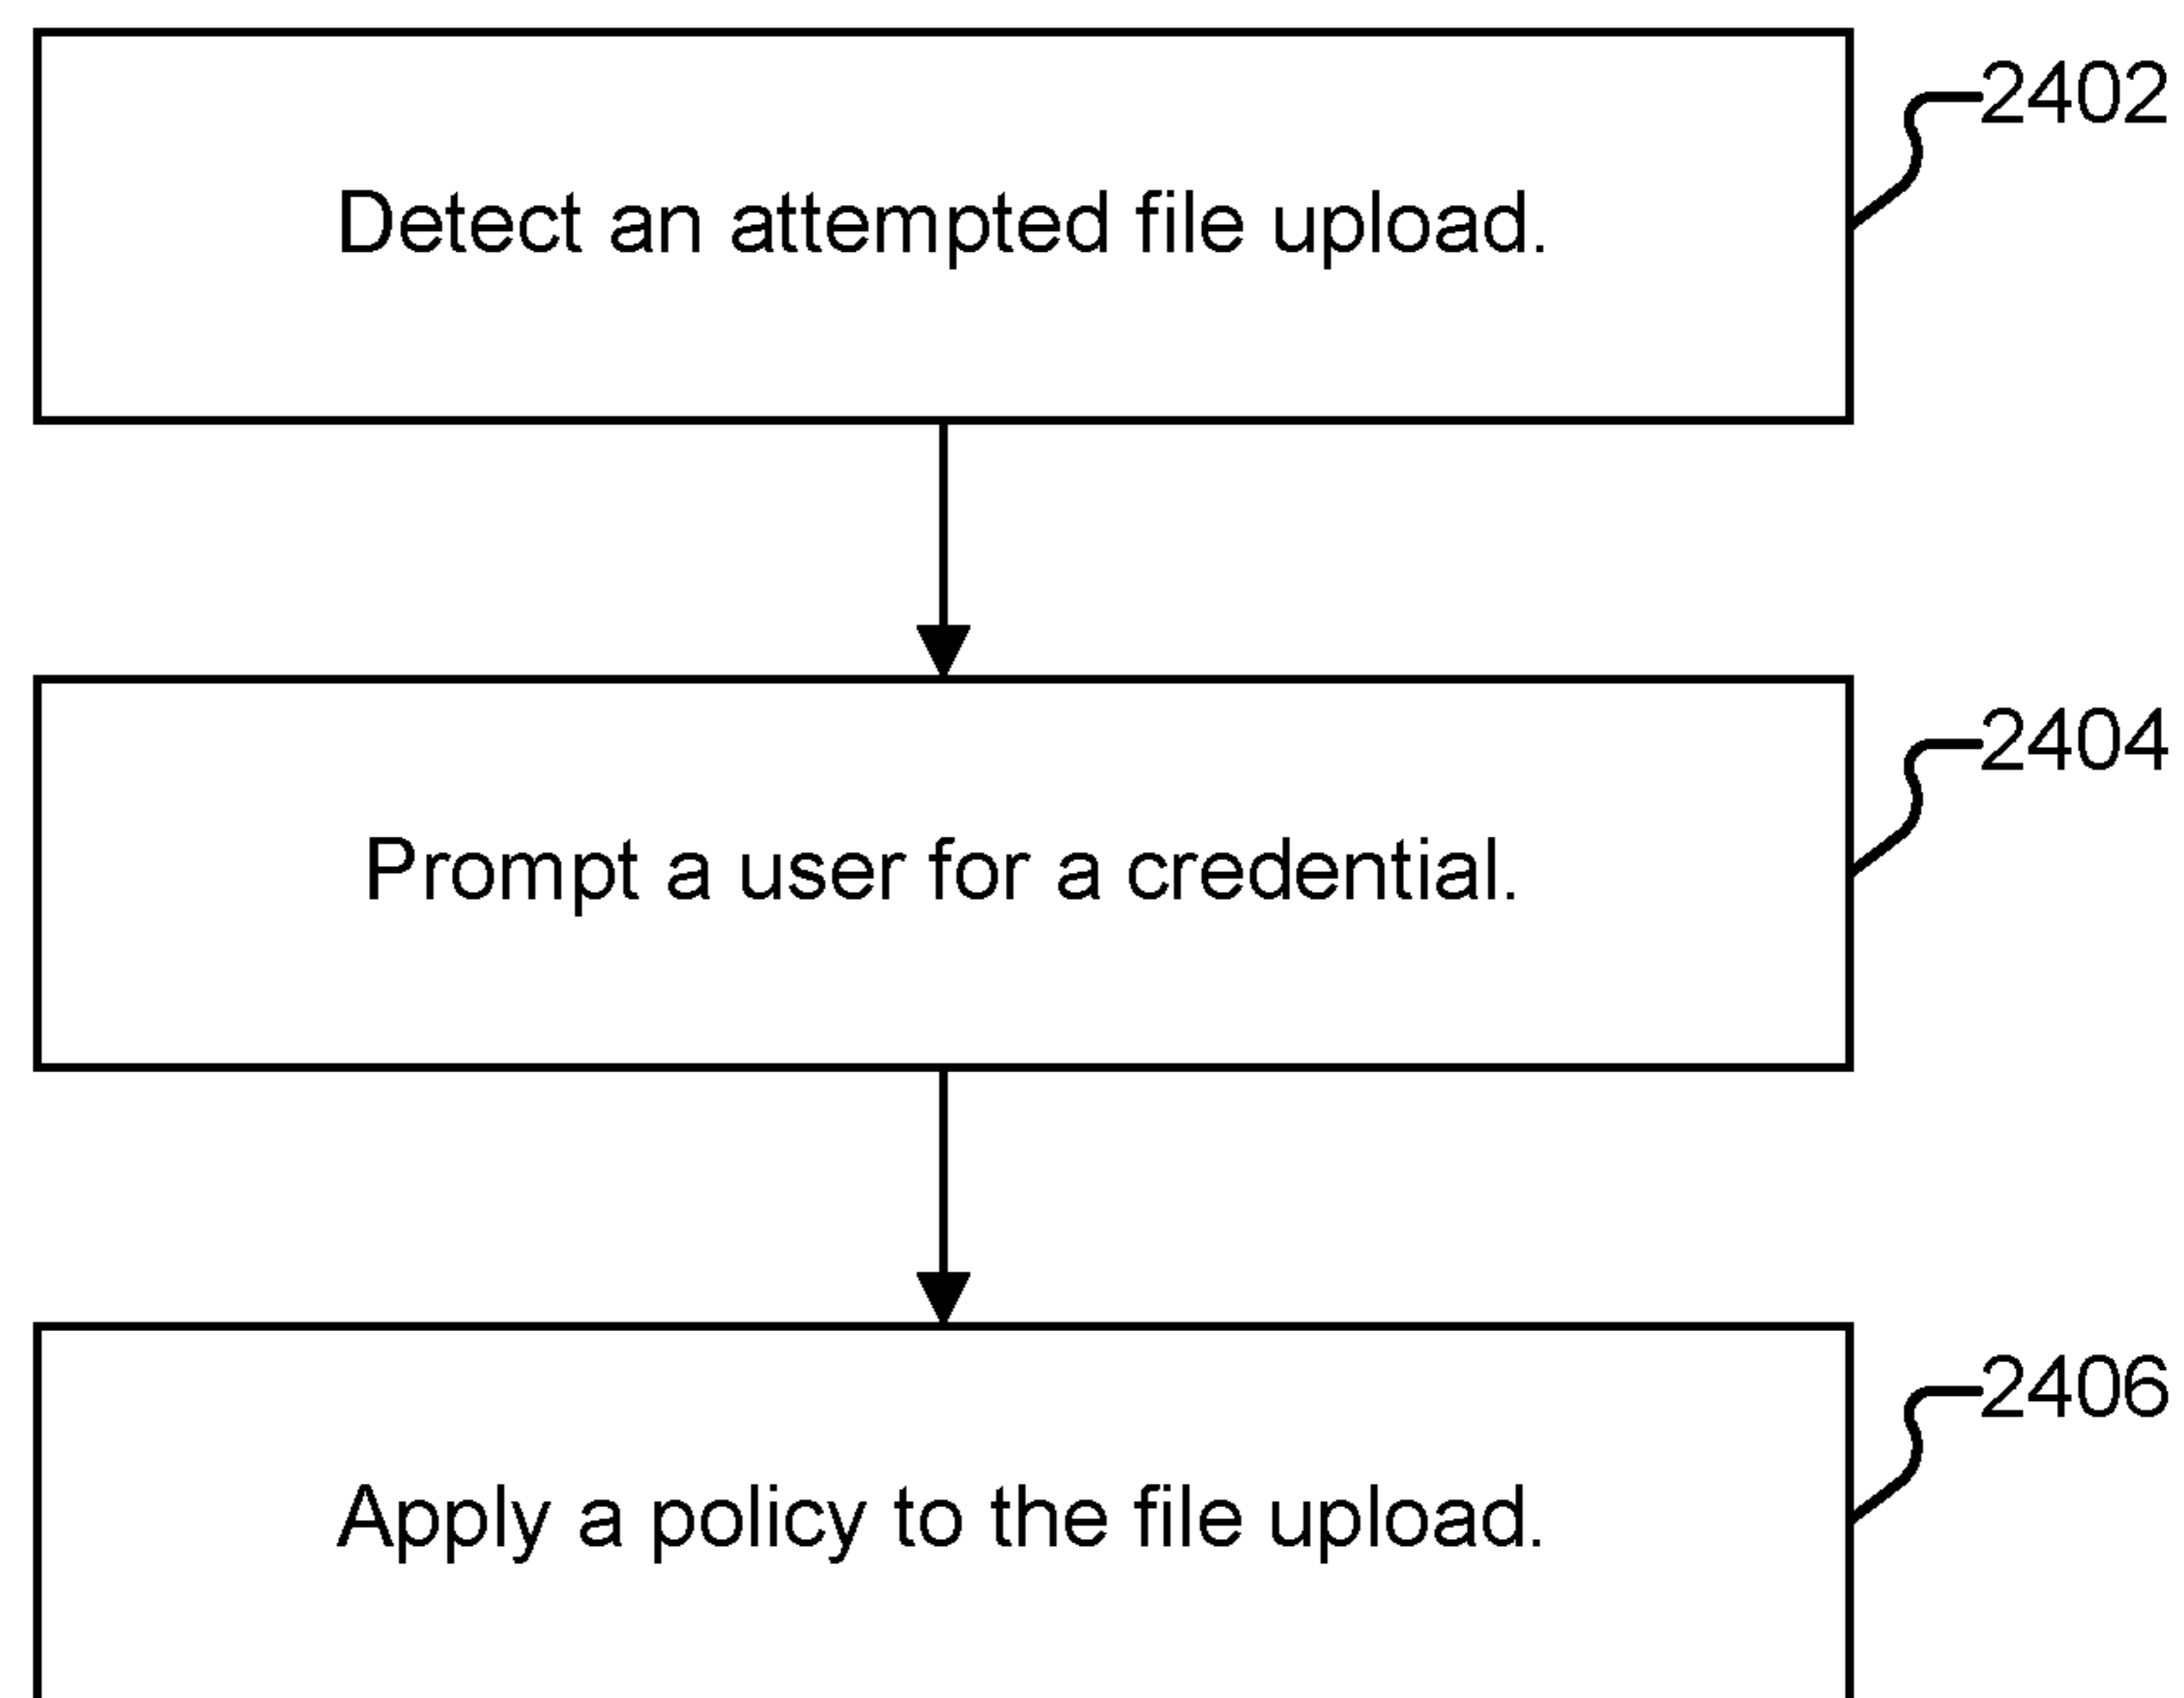 2402
Detect an attempted file upload.
2404
Prompt a user for a credential.
2406
Apply a policy to the file upload.